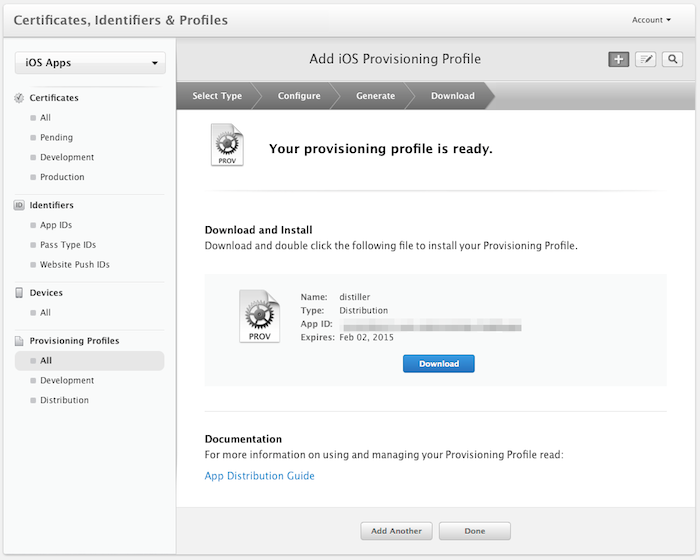 Certificates, Identifiers & Profiles
Account
iOS Apps
Certificates
All
Pending
Development
Production
ID Identifiers
App IDs
Pass Type IDs
Website Push IDs
Devices
All
Provisioning Profiles
All
Development
Distribution
Add iOS Provisioning Profile
Select Type
Configure
Generate
Download
PROV
Your provisioning profile is ready.
Download and Install
Download and double click the following file to install your Provisioning Profile.
PROV
Name: distiller
Type: Distribution
App ID:
Expires: Feb 02, 2015
Download
Documentation
For more information on using and managing your Provisioning Profile read:
App Distribution Guide
Add Another
Done